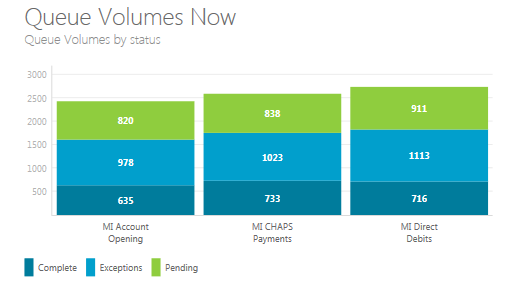 Queue Volumes Now
Queue Volumes by status
3000
2500
2000
1500
1000
500
820
838
911
978
1023
1113
635
733
716
MI Account
Opening
MI CHAPS
Payments
MI Direct
Debits
Complete
Exceptions
Pending